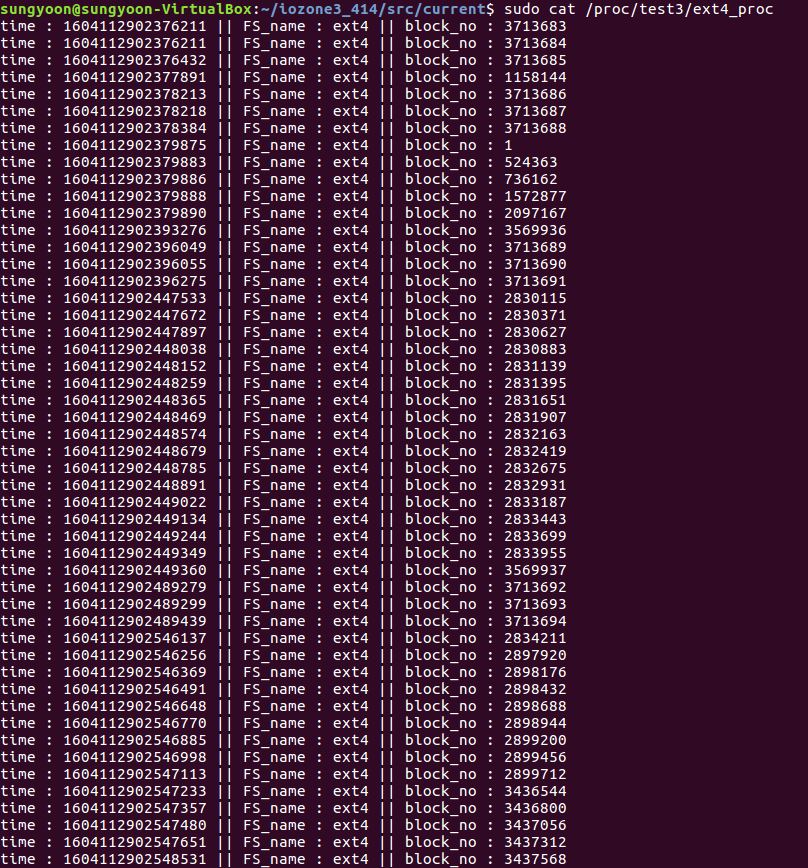 sungyoon@sungyoon-VirtualBox:~/iozone3_414/src/current$ sudo cat /proc/test3/ext4_proc
time : 1604112902376211 || FS_name : ext4 || block_no : 3713683
time : 1604112902376211 || FS_name : ext4 || block_no : 3713684
time : 1604112902376432 || FS_name : ext4 || block_no : 3713685
time : 1604112902377891 || FS_name : ext4 || block_no : 1158144
time : 1604112902378213 || FS_name : ext4 || block_no : 3713686
time : 1604112902378218 || FS_name : ext4 || block_no : 3713687
time : 1604112902378384 || FS_name : ext4 || block_no : 3713688
time : 1604112902379875 || FS_name : ext4 || block_no : 1
time : 1604112902379883 || FS_name : ext4 || block_no : 524363
time : 1604112902379886 || FS_name : ext4 || block_no : 736162
time : 1604112902379888 || FS_name : ext4 || block_no : 1572877
time : 1604112902379890 || FS_name : ext4 || block_no : 2097167
time : 1604112902393276 || FS_name : ext4 || block_no : 3569936
time : 1604112902396049 || FS_name : ext4 || block_no : 3713689
time : 1604112902396055 || FS_name : ext4 || block_no : 3713690
time : 1604112902396275 || FS_name : ext4 || block_no : 3713691
time : 1604112902447533 || FS_name : ext4 || block_no : 2830115
time : 1604112902447672 || FS_name : ext4 || block_no : 2830371
time : 1604112902447897 || FS_name : ext4 || block_no : 2830627
time : 1604112902448038 || FS_name : ext4 || block_no : 2830883
time : 1604112902448152 || FS_name : ext4 || block_no : 2831139
time : 1604112902448259 || FS_name : ext4 || block_no : 2831395
time : 1604112902448365 || FS_name : ext4 || block_no : 2831651
time : 1604112902448469 || FS_name : ext4 || block_no : 2831907
time : 1604112902448574 || FS_name : ext4 || block_no : 2832163
time : 1604112902448679 || FS_name : ext4 || block_no : 2832419
time : 1604112902448785 || FS_name : ext4 || block_no : 2832675
time : 1604112902448891 || FS_name : ext4 || block_no : 2832931
time : 1604112902449022 || FS_name : ext4 || block_no : 2833187
time : 1604112902449134 || FS_name : ext4 || block_no : 2833443
time : 1604112902449244 || FS_name : ext4 || block_no : 2833699
time : 1604112902449349 || FS_name : ext4 || block_no : 2833955
time : 1604112902449360 || FS_name : ext4 || block_no : 3569937
time : 1604112902489279 || FS_name : ext4 || block_no : 3713692
time : 1604112902489299 || FS_name : ext4 || block_no : 3713693
time : 1604112902489439 || FS_name : ext4 || block_no : 3713694
time : 1604112902546137 || FS_name : ext4 || block_no : 2834211
time : 1604112902546256 || FS_name : ext4 || block_no : 2897920
time : 1604112902546369 || FS_name : ext4 || block_no : 2898176
time : 1604112902546491 || FS_name : ext4 || block_no : 2898432
time : 1604112902546648 || FS_name : ext4 || block_no : 2898688
time : 1604112902546770 || FS_name : ext4 || block_no : 2898944
time : 1604112902546885 || FS_name : ext4 || block_no : 2899200
time : 1604112902546998 || FS_name : ext4 || block_no : 2899456
time : 1604112902547113 || FS_name : ext4 || block_no : 2899712
time : 1604112902547233 || FS_name : ext4 || block_no : 3436544
time : 1604112902547357 || FS_name : ext4 || block_no : 3436800
time : 1604112902547480 || FS_name : ext4 || block_no : 3437056
time : 1604112902547651 || FS_name : ext4 || block_no : 3437312
time : 1604112902548531 || FS_name : ext4 || block_no : 3437568